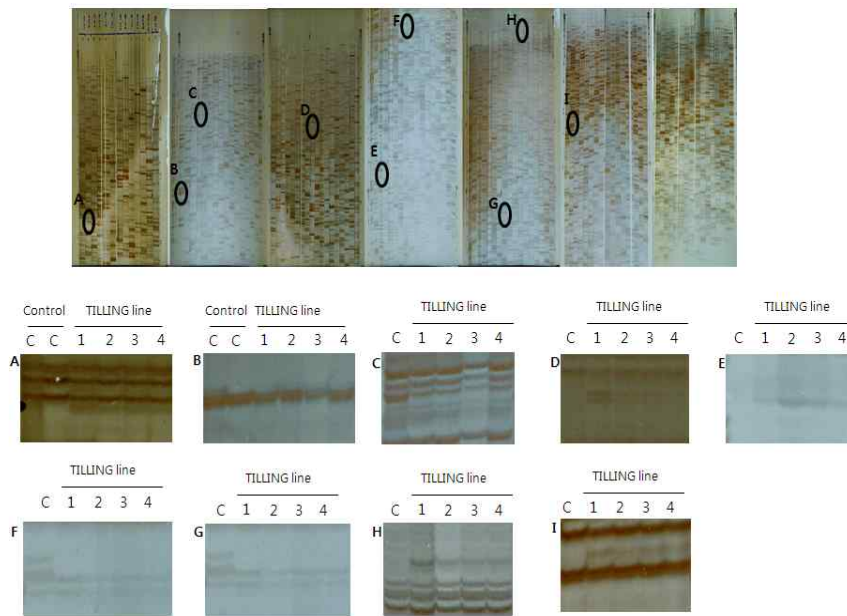 F
H
C
D
I
E
B
A
G
Control TILLING line
C C 1 2 3 4
A
Control TILLING line
C C 1 2 3 4
B
TILLING line
C 1 2 3 4
C
TILLING line
C 1 2 3 4
D
TILLING line
C 1 2 3 4
E
TILLING line
C 1 2 3 4
F
TILLING line
C 1 2 3 4
G
TILLING line
C 1 2 3 4
H
TILLING line
C 1 2 3 4
I